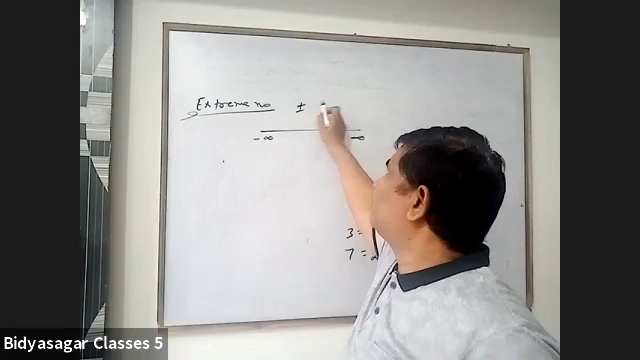 Extreme no ±
-∞ -∞
3 =
7 =
Bidyasagar Classes 5